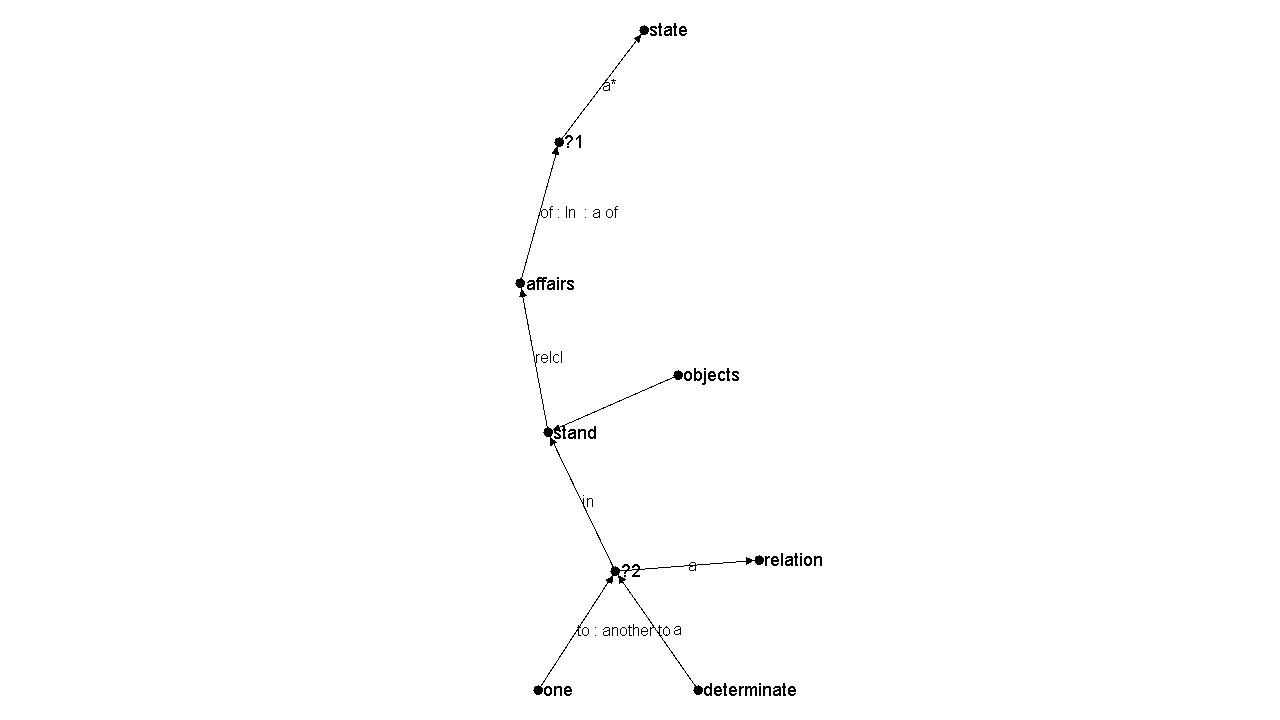 state
a*
?1
of : In : a of
affairs
relcl
objects
stand
in
relation
a
?2
to : another to a
one
determinate